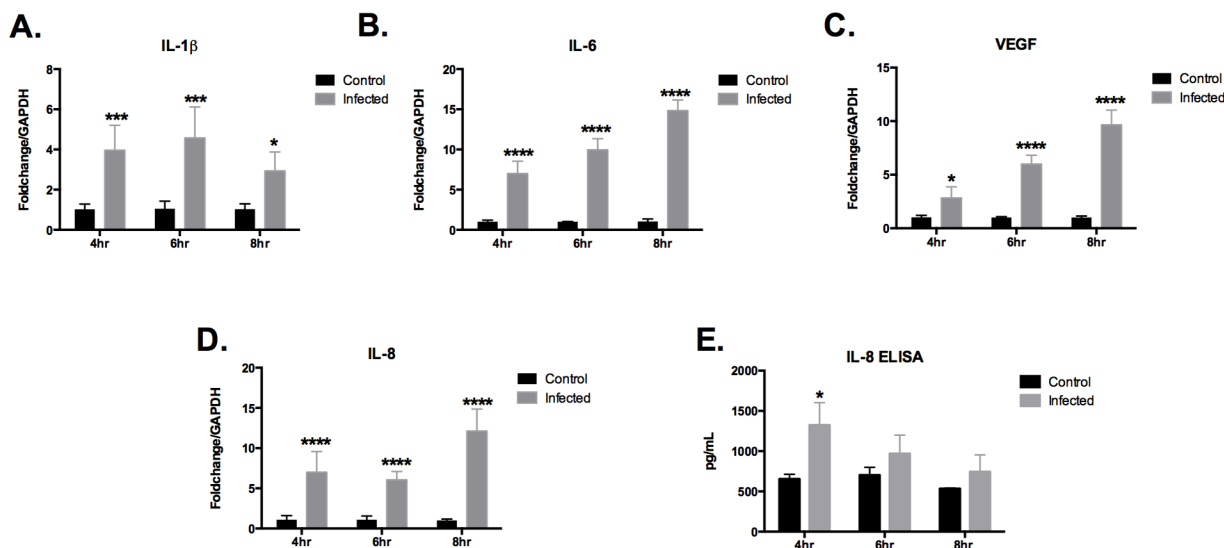 A.
IL-1β
Foldchange/GAPDH
8
6
4
2
0
***
***
*
4hr
6hr
8hr
Control
Infected
B.
IL-6
Foldchange/GAPDH
20
15
10
5
0
****
****
****
4hr
6hr
8hr
Control
Infected
C.
VEGF
Foldchange/GAPDH
15
10
5
0
*
****
****
4hr
6hr
8hr
Control
Infected
D.
IL-8
Foldchange/GAPDH
20
15
10
5
0
****
****
****
4hr
6hr
8hr
Control
Infected
E.
IL-8 ELISA
pg/mL
2000
1500
1000
500
0
*
4hr
6hr
8hr
Control
Infected